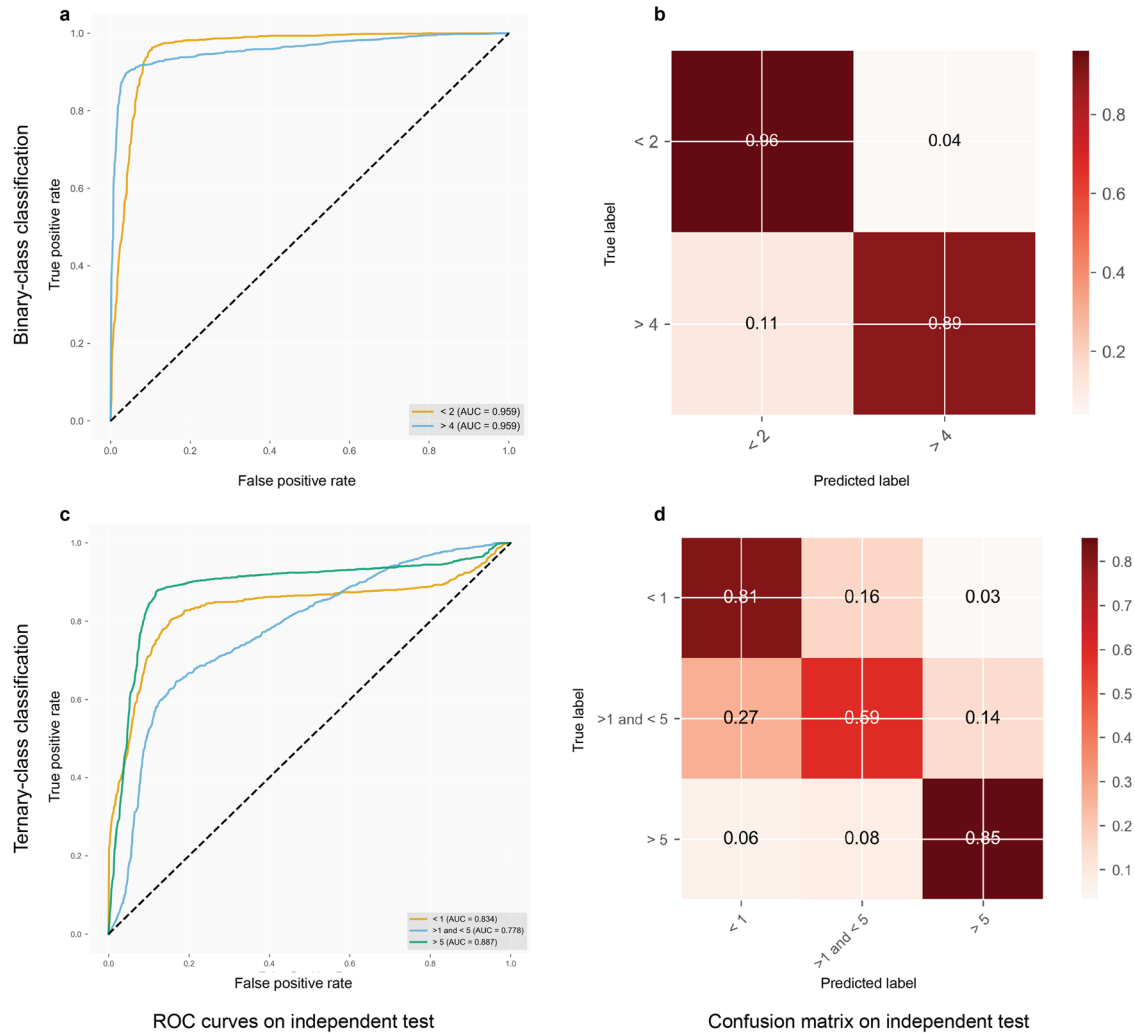 a
1.0
0.8
0.6
0.4
0.2
0.0
0.0
0.2
0.4
0.6
0.8
1.0
True positive rate
False positive rate
< 2 (AUC = 0.959)
> 4 (AUC = 0.959)
Binary-class classification
b
< 2
> 4
True label
0.96
0.04
0.11
0.89
< 2
> 4
Predicted label
0.8
0.6
0.4
0.2
c
1.0
0.8
0.6
0.4
0.2
0.0
0.0
0.2
0.4
0.6
0.8
1.0
True positive rate
False positive rate
< 1 (AUC = 0.834)
>1 and < 5 (AUC = 0.778)
> 5 (AUC = 0.887)
Ternary-class classification
d
< 1
>1 and < 5
> 5
True label
0.81
0.16
0.03
0.27
0.59
0.14
0.06
0.08
0.85
< 1
>1 and < 5
> 5
Predicted label
0.8
0.7
0.6
0.5
0.4
0.3
0.2
0.1
ROC curves on independent test
Confusion matrix on independent test